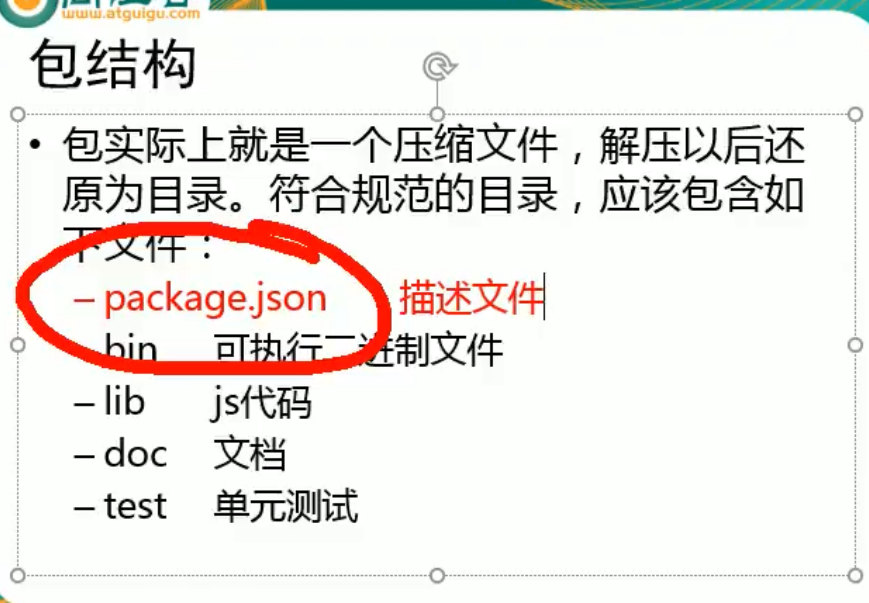 www.atguigu.com
包结构
• 包实际上就是一个压缩文件，解压以后还
原为目录。符合规范的目录，应该包含如
下文件：
– package.json 描述文件
bin 可执行二进制文件
– lib js代码
– doc 文档
– test 单元测试